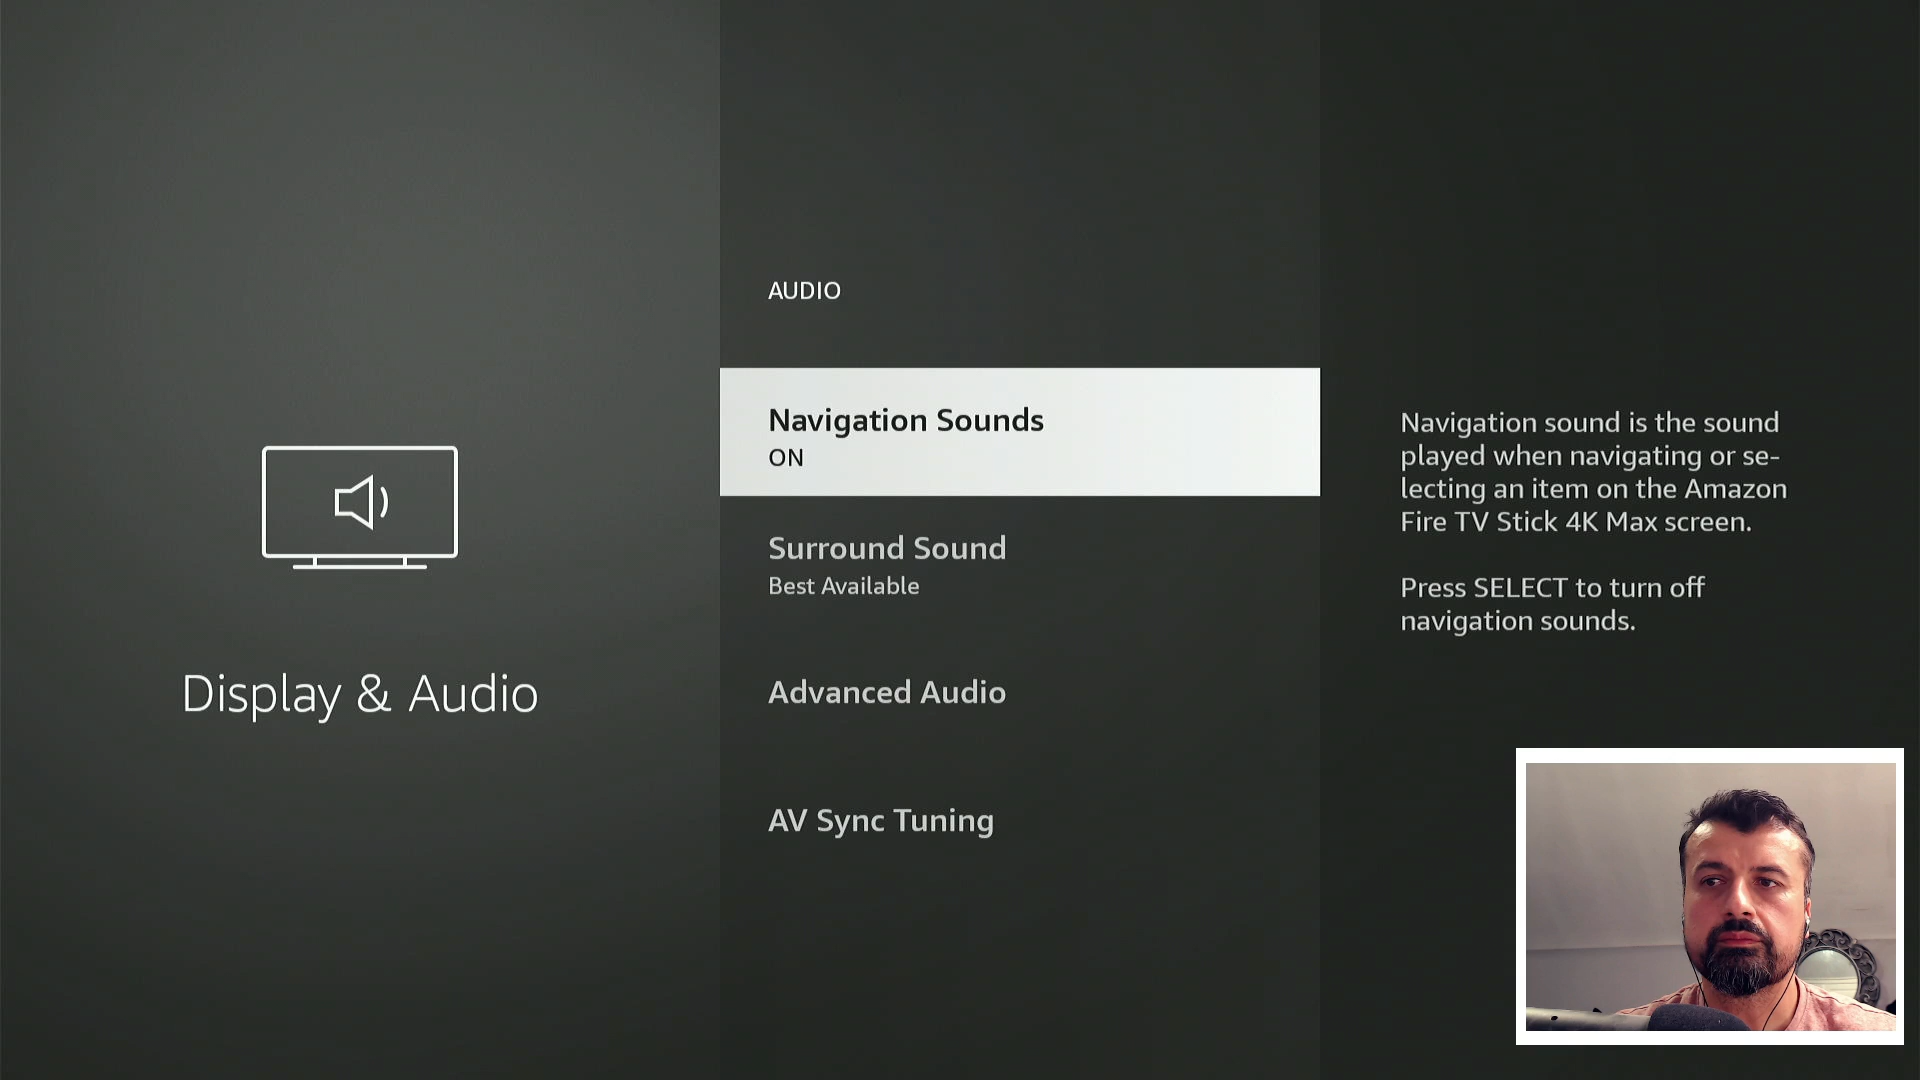 Display & Audio
AUDIO
Navigation Sounds
ON
Surround Sound
Best Available
Advanced Audio
AV Sync Tuning
Navigation sound is the sound
played when navigating or se-
lecting an item on the Amazon
Fire TV Stick 4K Max screen.
Press SELECT to turn off
navigation sounds.